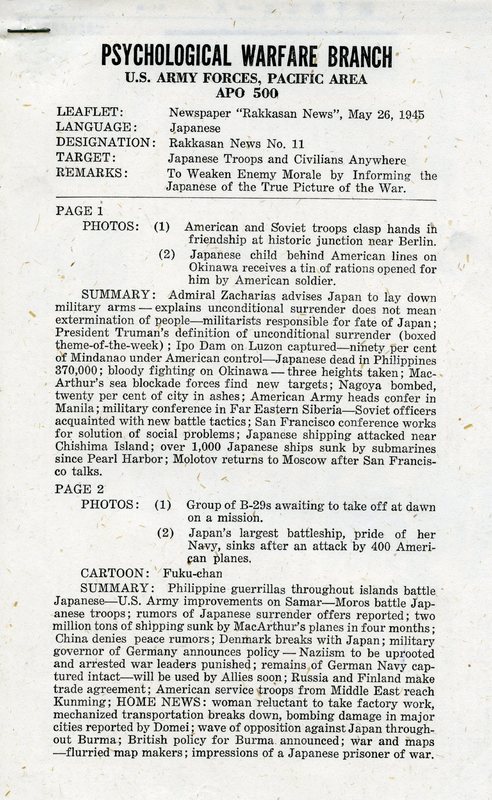 PSYCHOLOGICAL WARFARE BRANCH
U.S. ARMY FORCES, PACIFIC AREA
APO 500
LEAFLET: Newspaper "Rakkasan News", May 26, 1945
LANGUAGE: Japanese
DESIGNATION: Rakkasan News No. 11
TARGET: Japanese Troops and Civilians Anywhere
REMARKS: To Weaken Enemy Morale by Informing the
Japanese of the True Picture of the War.
PAGE 1
PHOTOS: (1) American and Soviet troops clasp hands in
friendship at historic junction near Berlin.
(2) Japanese child behind American lines on
Okinawa receives a tin of rations opened for
him by American soldier.
SUMMARY: Admiral Zacharias advises Japan to lay down
military arms — explains unconditional surrender does not mean
extermination of people—militarists responsible for fate of Japan;
President Truman's definition of unconditional surrender (boxed
theme-of-the-week); Ipo Dam on Luzon captured—ninety per cent
of Mindanao under American control—Japanese dead in Philippines
370,000; bloody fighting on Okinawa — three heights taken; Mac-
Arthur's sea blockade forces find new targets; Nagoya bombed,
twenty per cent of city in ashes; American Army heads confer in
Manila; military conference in Far Eastern Siberia—Soviet officers
acquainted with new battle tactics; San Francisco conference works
for solution of social problems; Japanese shipping attacked near
Chishima Island; over 1,000 Japanese ships sunk by submarines
since Pearl Harbor; Molotov returns to Moscow after San Francis-
co talks.
PAGE 2
PHOTOS: (1) Group of B-29s awaiting to take off at dawn
on a mission.
(2) Japan's largest battleship, pride of her
Navy, sinks after an attack by 400 Ameri-
can planes.
CARTOON: Fuku-chan
SUMMARY: Philippine guerrillas throughout islands battle
Japanese—U.S. Army improvements on Samar—Moros battle Jap-
anese troops; rumors of Japanese surrender offers reported; two
million tons of shipping sunk by MacArthur's planes in four months;
China denies peace rumors; Denmark breaks with Japan; military
governor of Germany announces policy — Naziism to be uprooted
and arrested war leaders punished; remains of German Navy cap-
tured intact—will be used by Allies soon; Russia and Finland make
trade agreement; American service troops from Middle East reach
Kunming; HOME NEWS: woman reluctant to take factory work,
mechanized transportation breaks down, bombing damage in major
cities reported by Domei; wave of opposition against Japan through-
out Burma; British policy for Burma announced; war and maps
—flurried map makers; impressions of a Japanese prisoner of war.